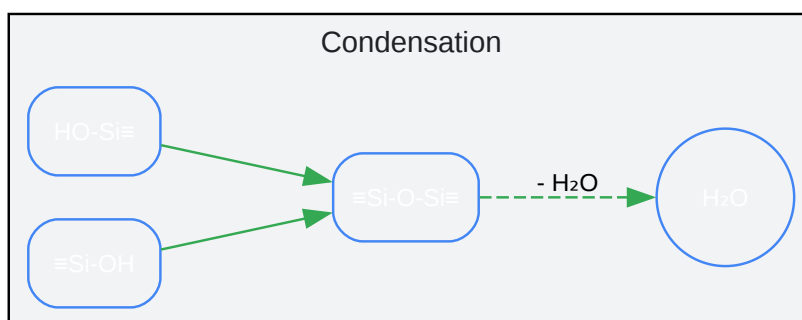 Condensation
HO-Si≡
≡Si-O-Si≡
- H₂O
H₂O
≡Si-OH